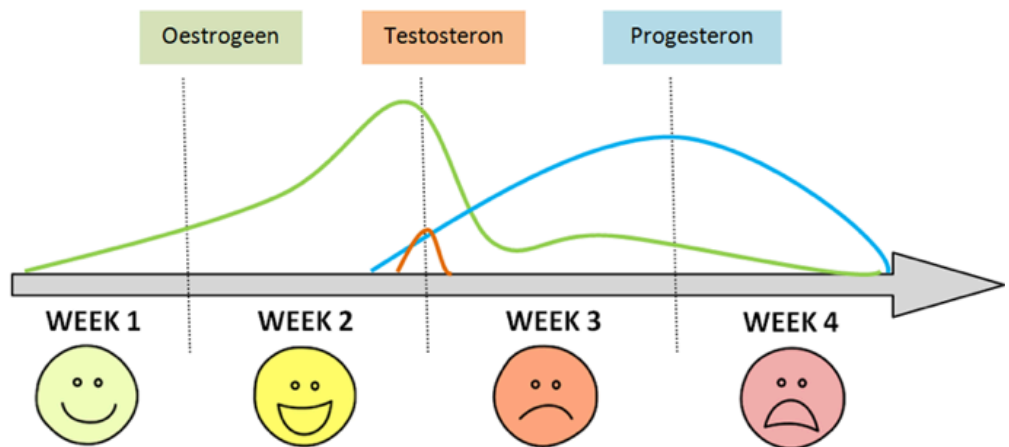 Oestrogeen
Testosteron
Progesteron
WEEK 1
WEEK 2
WEEK 3
WEEK 4